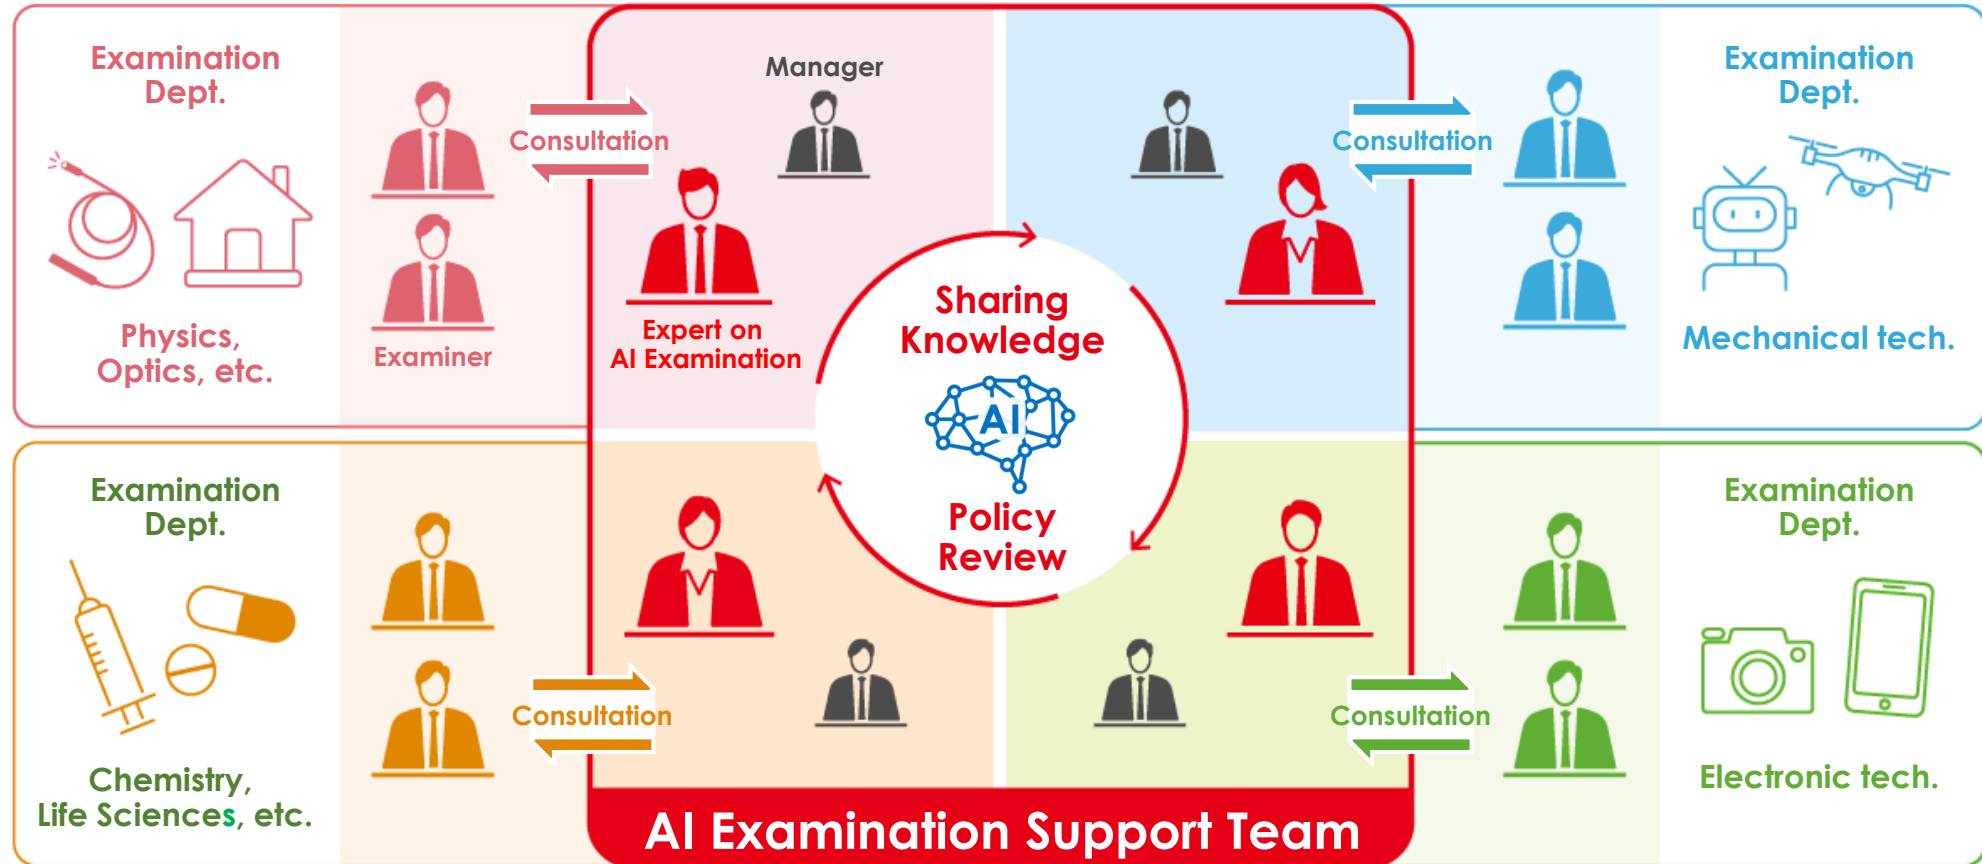 Examination
Dept.
Physics,
Optics, etc.
Examiner
Consultation
Manager
Expert on
AI Examination
Consultation
Examination
Dept.
Mechanical tech.
Sharing
Knowledge
AI
Policy
Review
Examination
Dept.
Chemistry,
Life Sciences, etc.
Consultation
Consultation
Examination
Dept.
Electronic tech.
AI Examination Support Team